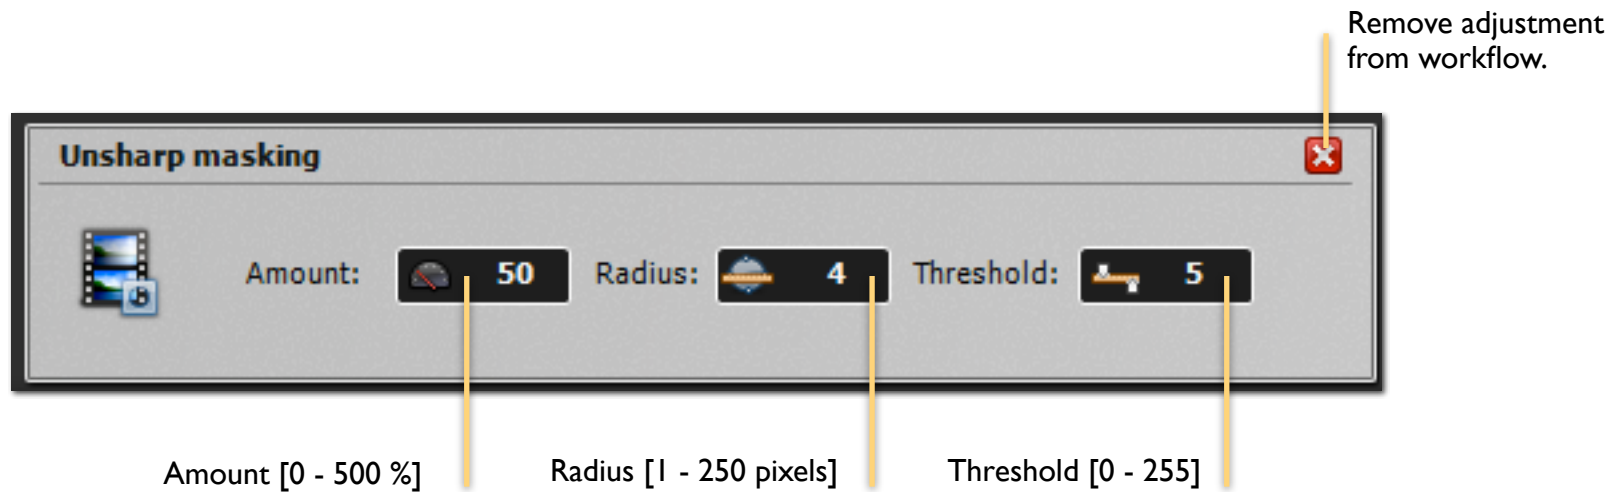 Remove adjustment
from workflow.
Unsharp masking
Amount: 50 Radius: 4 Threshold: 5
Amount [0 - 500 %] Radius [1 - 250 pixels] Threshold [0 - 255]